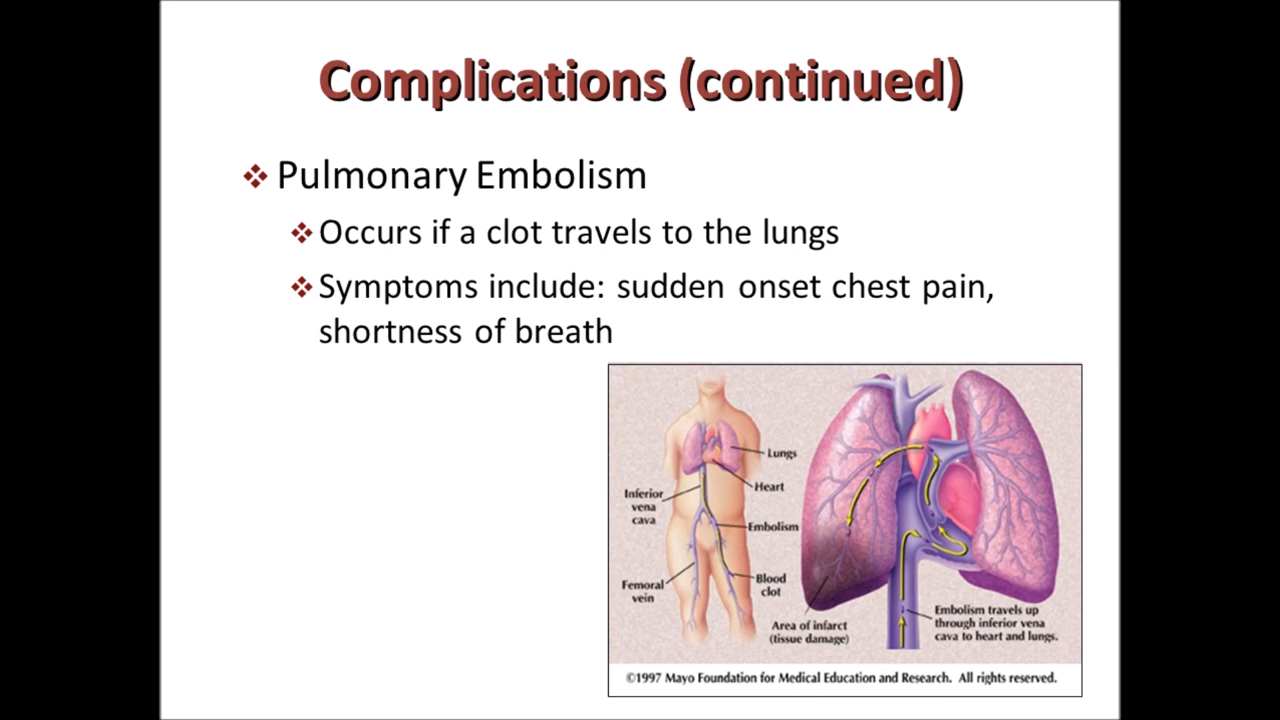 Complications (continued)
❖ Pulmonary Embolism
❖ Occurs if a clot travels to the lungs
❖ Symptoms include: sudden onset chest pain,
shortness of breath
Lungs
Heart
Inferior
vena
cava
Embolism
Femoral
vein
Blood
clot
Area of infarct
(tissue damage)
Embolism travels up
through inferior vena
cava to heart and lungs.
©1997 Mayo Foundation for Medical Education and Research. All rights reserved.